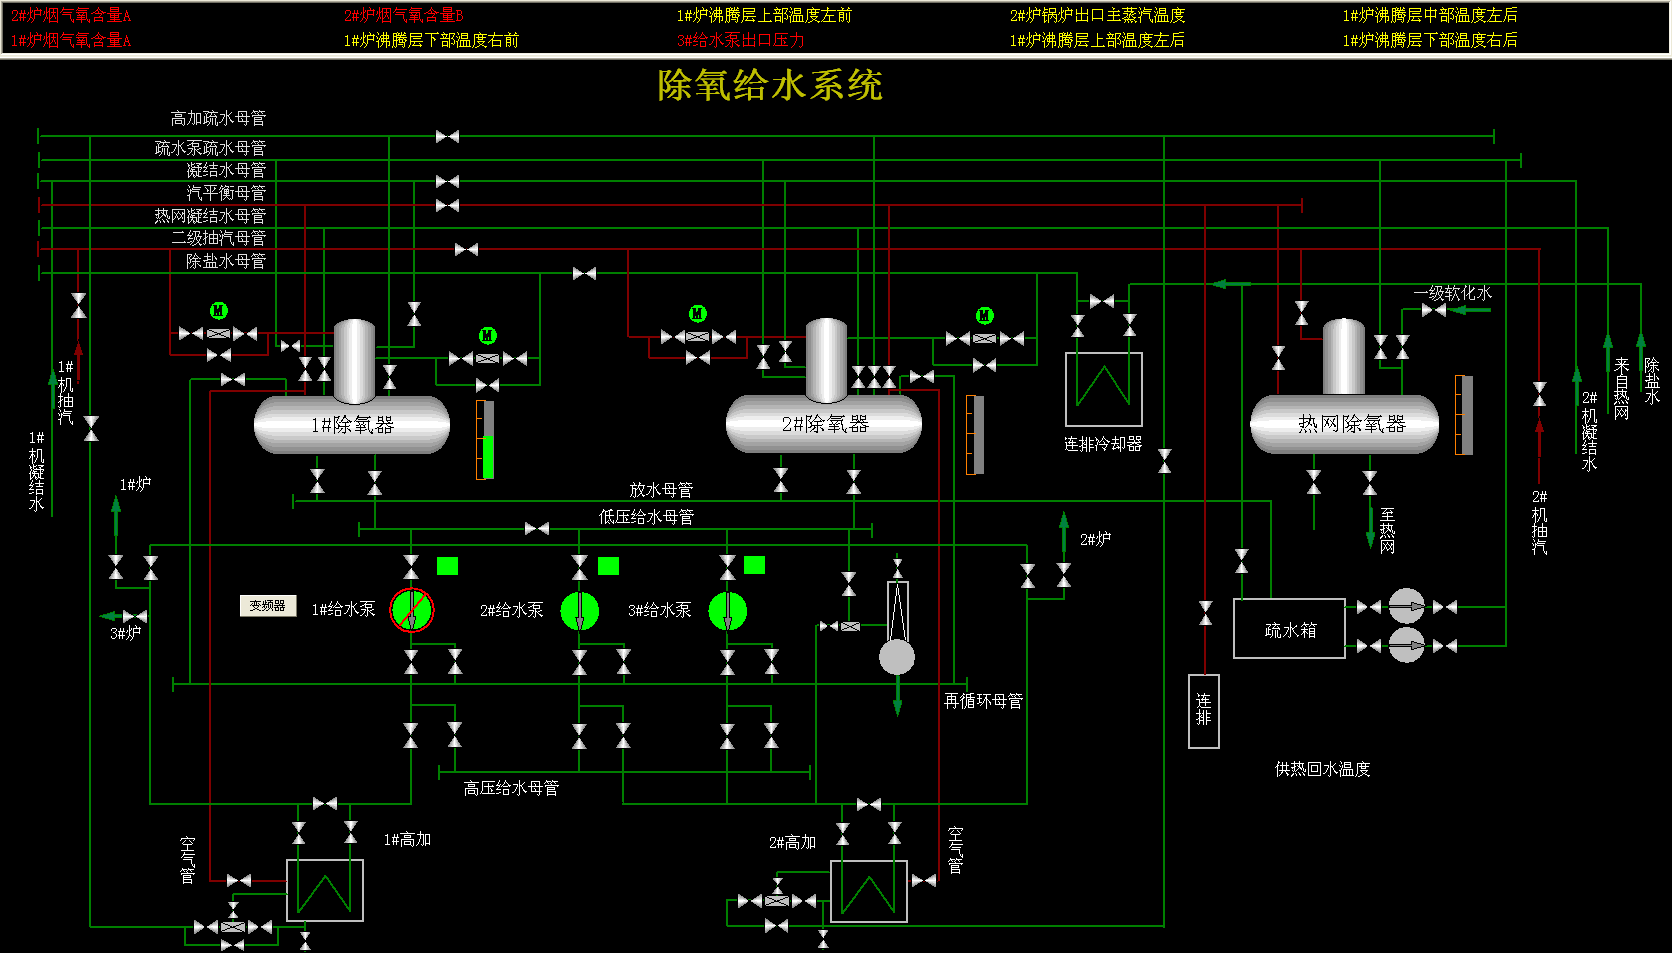 2#炉烟气氧含量A
2#炉烟气氧含量B
1#炉沸腾层上部温度左前
2#炉锅炉出口主蒸汽温度
1#炉沸腾层中部温度左后
1#炉烟气氧含量A
1#炉沸腾层下部温度右前
3#给水泵出口压力
1#炉沸腾层上部温度左后
1#炉沸腾层下部温度右后
除氧给水系统
高加疏水母管
疏水泵疏水母管
凝结水母管
汽平衡母管
热网凝结水母管
二级抽汽母管
除盐水母管
一级软化水
M
M
M
M
1#机抽汽
1#机凝结水
1#除氧器
2#除氧器
连排冷却器
热网除氧器
除盐水
来自热网
2#机凝结水
2#机抽汽
至热网
1#炉
放水母管
低压给水母管
2#炉
变频器
1#给水泵
2#给水泵
3#给水泵
3#炉
疏水箱
再循环母管
连排
供热回水温度
高压给水母管
空气管
1#高加
2#高加
空气管